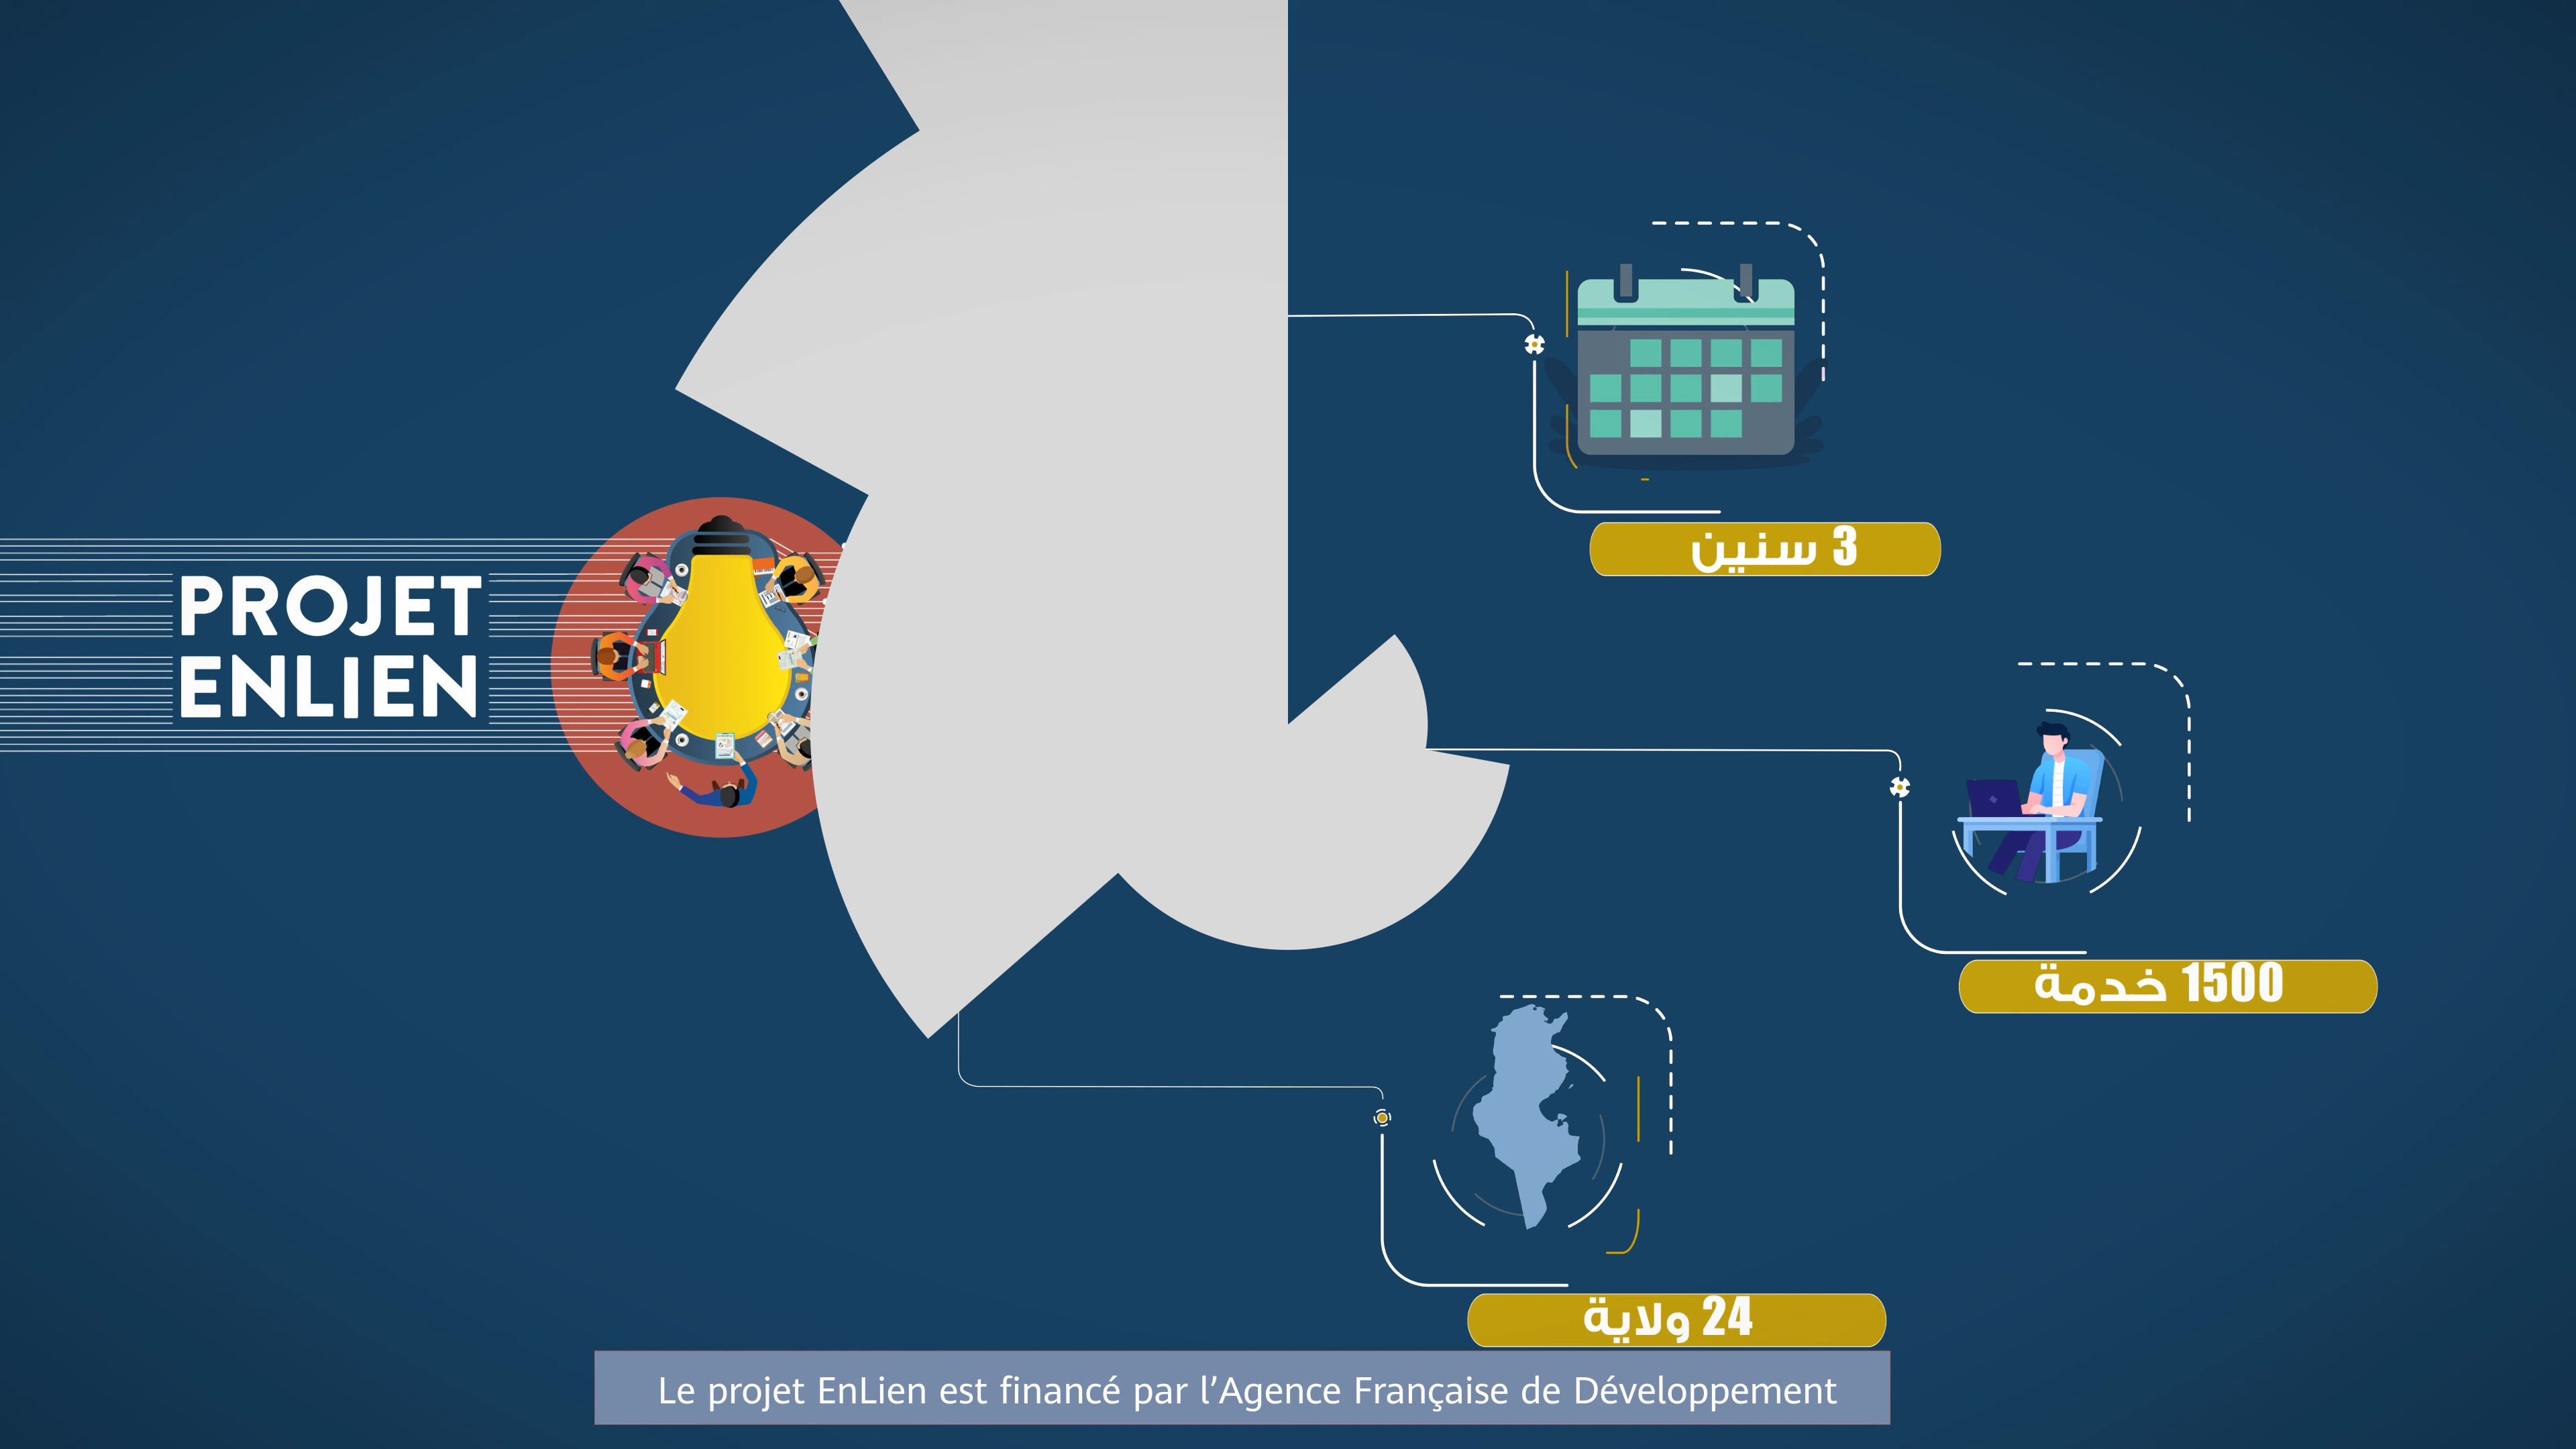 PROJET
ENLIEN
3 سنين
1500 خدمة
24 ولاية
Le projet EnLien est financé par l’Agence Française de Développement